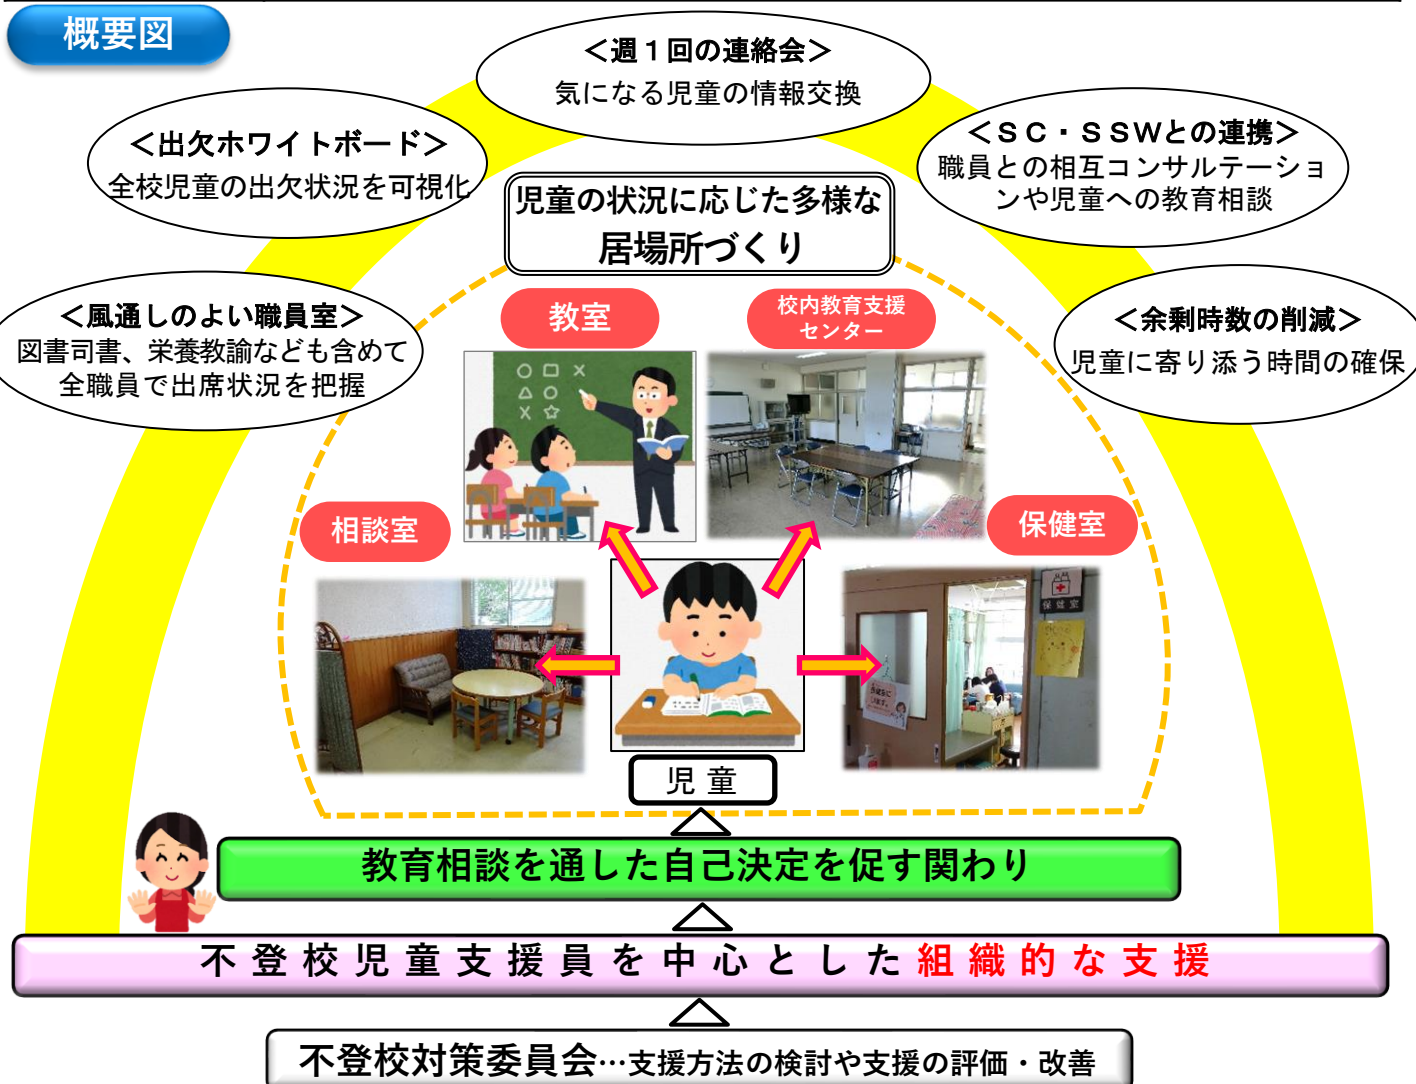 概要図
＜週１回の連絡会＞
気になる児童の情報交換
＜出欠ホワイトボード＞
全校児童の出欠状況を可視化
＜ＳＣ・ＳＳＷとの連携＞
職員との相互コンサルテーショ
ンや児童への教育相談
＜風通しのよい職員室＞
図書司書、栄養教諭なども含めて
全職員で出席状況を把握
＜余剰時数の削減＞
児童に寄り添う時間の確保
児童の状況に応じた多様な
居場所づくり
教室
校内教育支援
センター
相談室
保健室
保健室
児童
教育相談を通した自己決定を促す関わり
不登校児童支援員を中心とした組織的な支援
不登校対策委員会…支援方法の検討や支援の評価・改善